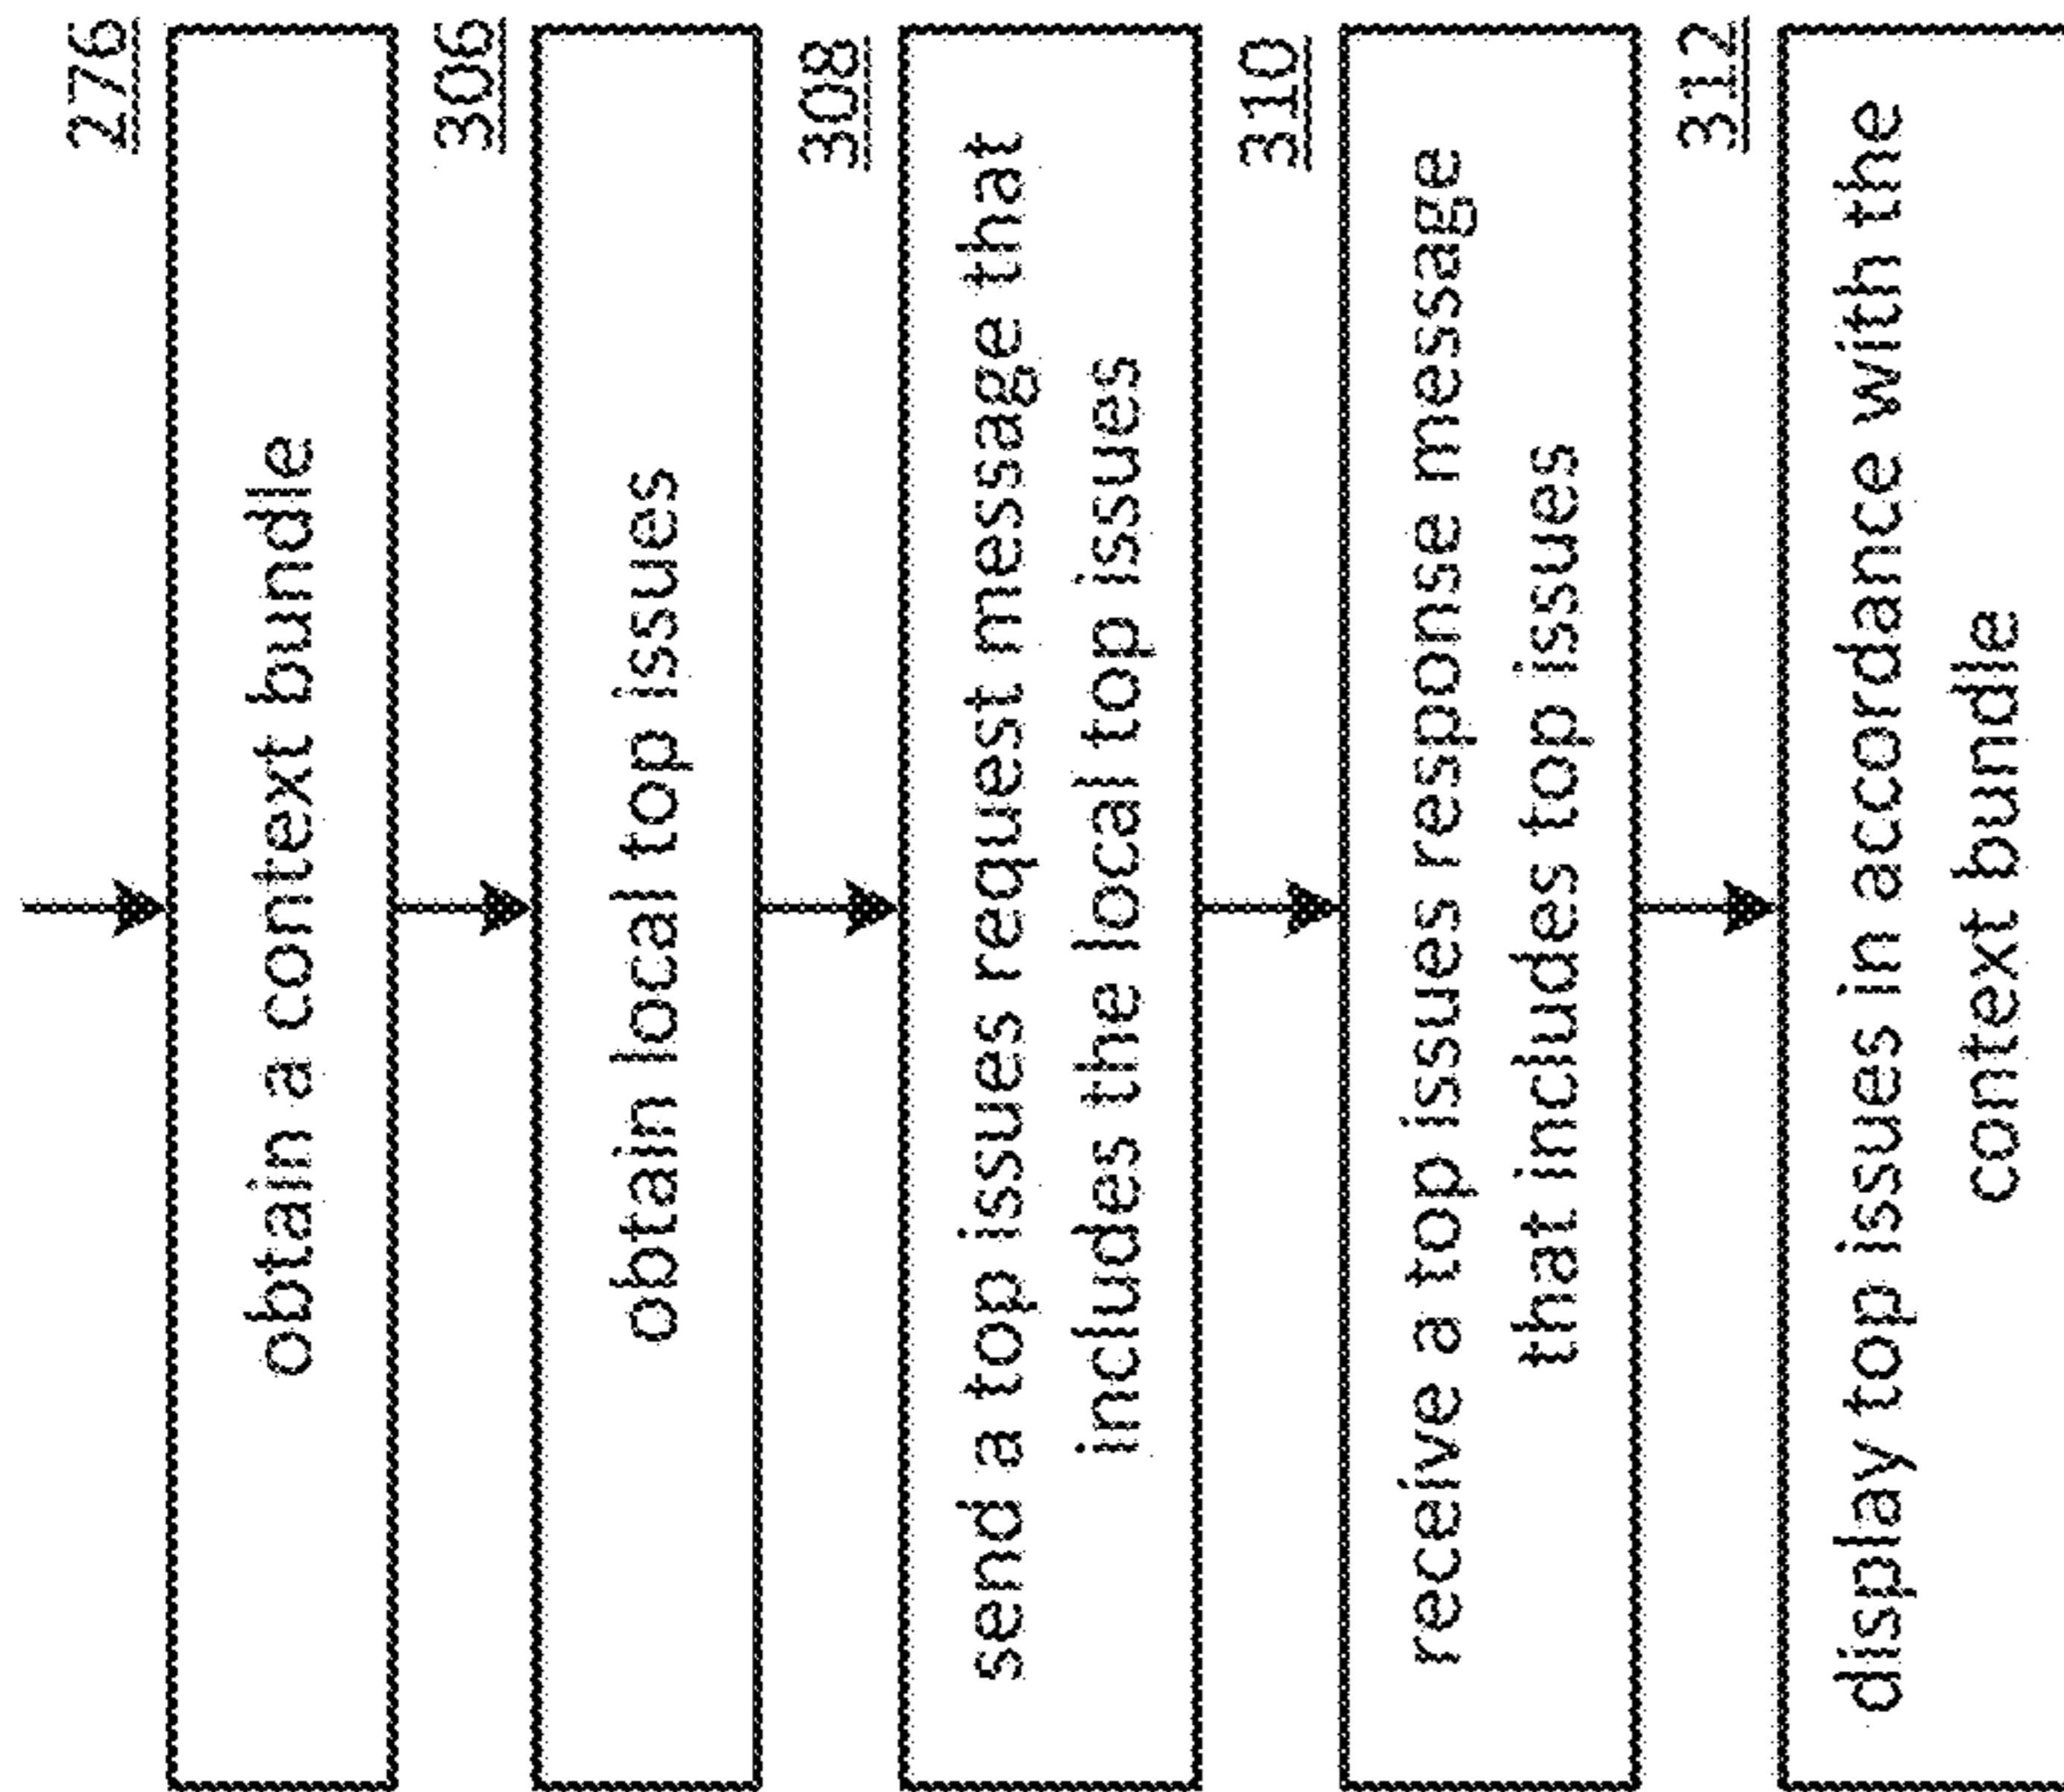 276
obtain a context bundle
306
obtain local top issues
308
send a top issues request message that
includes the local top issues
310
receive a top issues response message
that includes top issues
312
display top issues in accordance with the
context bundle